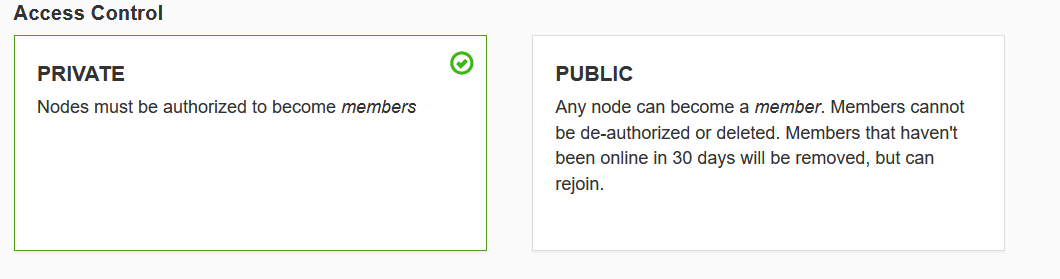 Access Control
PRIVATE
Nodes must be authorized to become members
PUBLIC
Any node can become a member. Members cannot
be de-authorized or deleted. Members that haven't
been online in 30 days will be removed, but can
rejoin.